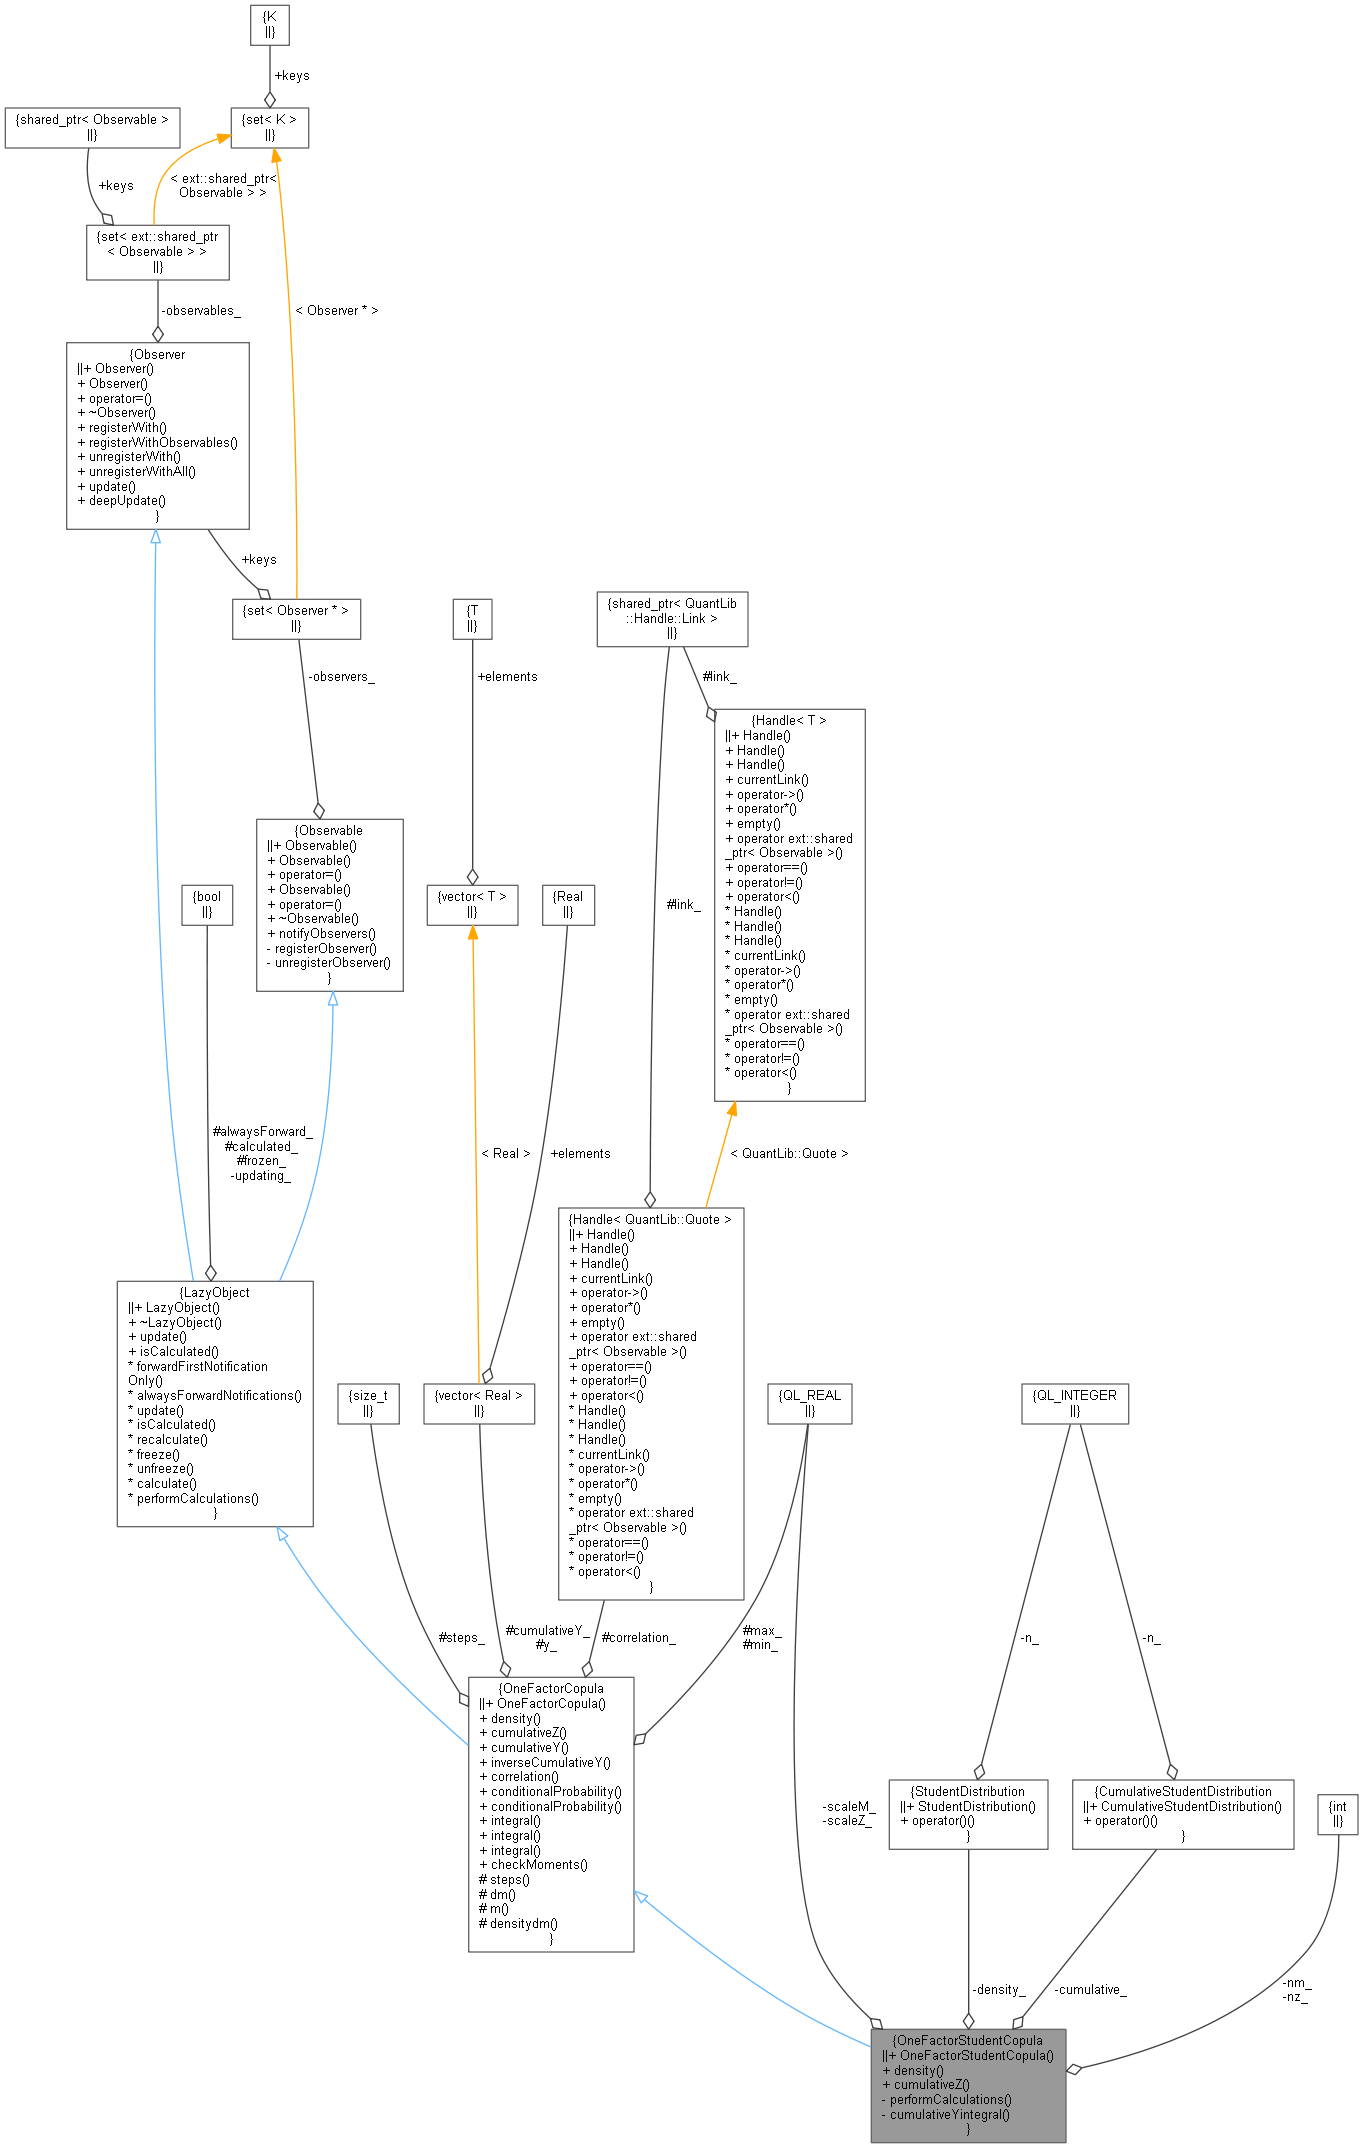 {K
||}
+keys
{shared_ptr< Observable >
||}
{set< K >
||}
+keys
< ext::shared_ptr<
Observable > >
{set< ext::shared_ptr
< Observable > >
||}
-observables_
< Observer * >
{Observer
||+ Observer()
+ Observer()
+ operator=()
+ ~Observer()
+ registerWith()
+ registerWithObservables()
+ unregisterWith()
+ unregisterWithAll()
+ update()
+ deepUpdate()
}
+keys
{set< Observer * >
||}
{T
||}
{shared_ptr< QuantLib
::Handle::Link >
||}
-observers_
+elements
#link_
{Handle< T >
||+ Handle()
+ Handle()
+ Handle()
+ currentLink()
+ operator->()
+ operator*()
+ empty()
+ operator ext::shared
_ptr< Observable >()
+ operator==()
+ operator!=()
+ operator<()
* Handle()
* Handle()
* Handle()
* currentLink()
* operator->()
* operator*()
* empty()
* operator ext::shared
_ptr< Observable >()
* operator==()
* operator!=()
* operator<()
}
{Observable
||+ Observable()
+ Observable()
+ operator=()
+ Observable()
+ operator=()
+ ~Observable()
+ notifyObservers()
- registerObserver()
- unregisterObserver()
}
{bool
||}
{vector< T >
||}
{Real
||}
#link_
#alwaysForward_
#calculated_
#frozen_
-updating_
< Real >
+elements
< QuantLib::Quote >
{Handle< QuantLib::Quote >
||+ Handle()
+ Handle()
+ Handle()
+ currentLink()
+ operator->()
+ operator*()
+ empty()
+ operator ext::shared
_ptr< Observable >()
+ operator==()
+ operator!=()
+ operator<()
* Handle()
* Handle()
* Handle()
* currentLink()
* operator->()
* operator*()
* empty()
* operator ext::shared
_ptr< Observable >()
* operator==()
* operator!=()
* operator<()
}
{LazyObject
||+ LazyObject()
+ ~LazyObject()
+ update()
+ isCalculated()
* forwardFirstNotification
Only()
* alwaysForwardNotifications()
* update()
* isCalculated()
* recalculate()
* freeze()
* unfreeze()
* calculate()
* performCalculations()
}
{size_t
||}
{vector< Real >
||}
{QL_REAL
||}
{QL_INTEGER
||}
#steps_
#cumulativeY_
#y_
#correlation_
#max_
#min_
-n_
-n_
{OneFactorCopula
||+ OneFactorCopula()
+ density()
+ cumulativeZ()
+ cumulativeY()
+ inverseCumulativeY()
+ correlation()
+ conditionalProbability()
+ conditionalProbability()
+ integral()
+ integral()
+ integral()
+ checkMoments()
# steps()
# dm()
# m()
# densitydm()
}
-scaleM_
-scaleZ_
{StudentDistribution
||+ StudentDistribution()
+ operator()()
}
{CumulativeStudentDistribution
||+ CumulativeStudentDistribution()
+ operator()()
}
{int
||}
-density_
-cumulative_
-nm_
-nz_
{OneFactorStudentCopula
||+ OneFactorStudentCopula()
+ density()
+ cumulativeZ()
- performCalculations()
- cumulativeYintegral()
}